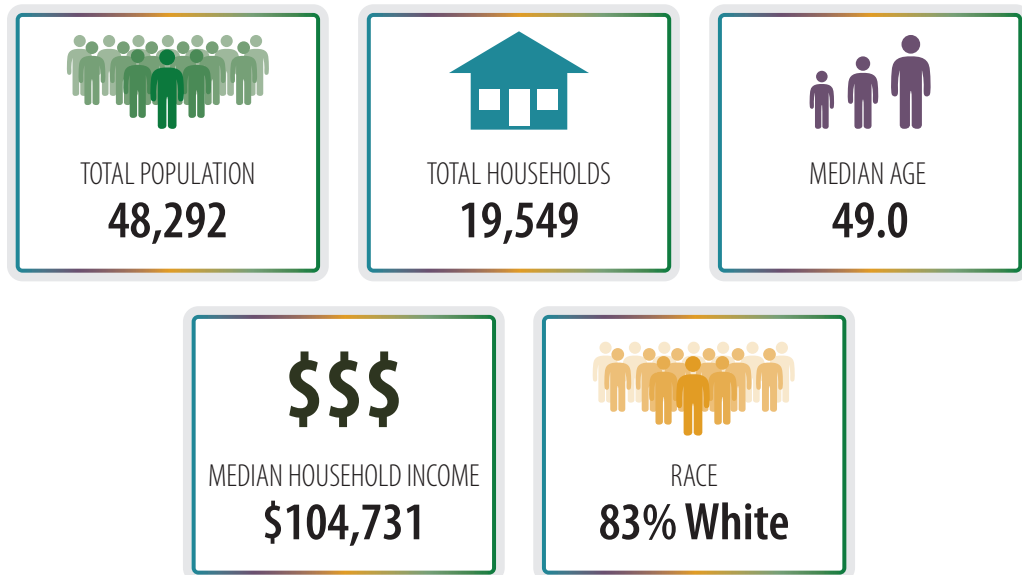 TOTAL POPULATION
48,292
TOTAL HOUSEHOLDS
19,549
MEDIAN AGE
49.0
$$$
MEDIAN HOUSEHOLD INCOME
$104,731
RACE
83% White